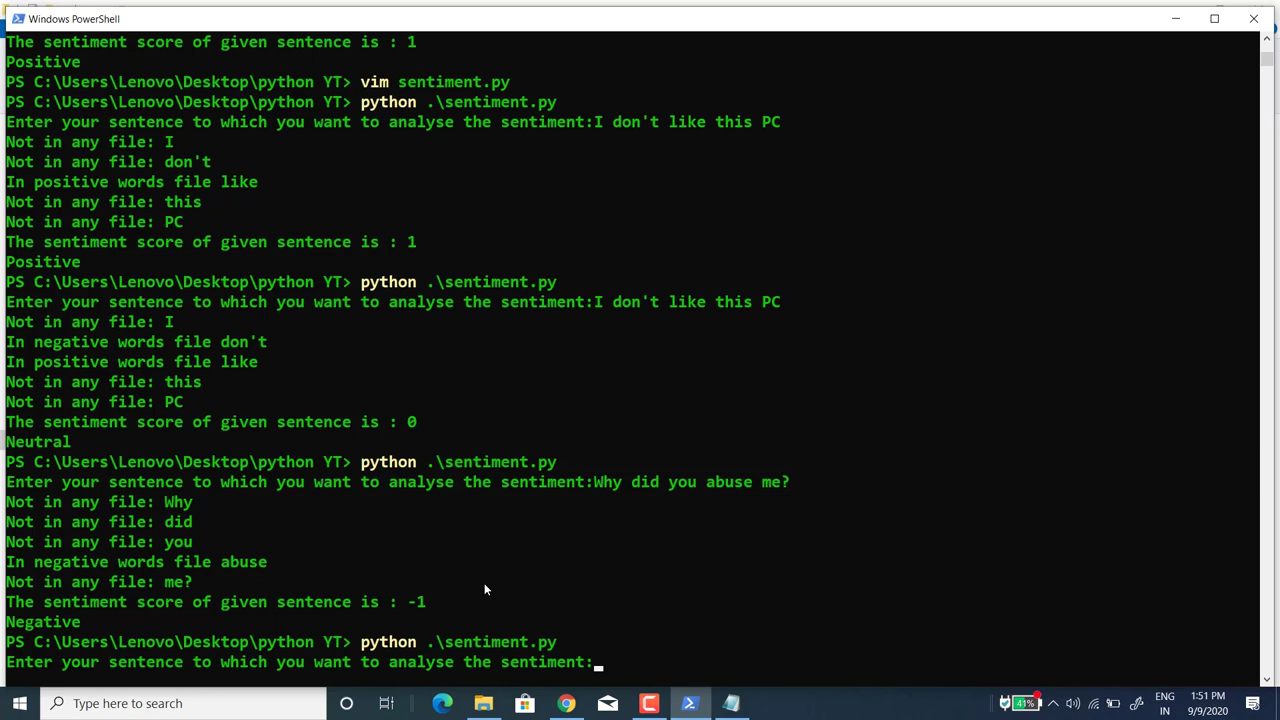 Windows PowerShell
The sentiment score of given sentence is : 1
Positive
PS C:\Users\Lenovo\Desktop\python YT> vim sentiment.py
PS C:\Users\Lenovo\Desktop\python YT> python .\sentiment.py
Enter your sentence to which you want to analyse the sentiment:I don't like this PC
Not in any file: I
Not in any file: don't
In positive words file like
Not in any file: this
Not in any file: PC
The sentiment score of given sentence is : 1
Positive
PS C:\Users\Lenovo\Desktop\python YT> python .\sentiment.py
Enter your sentence to which you want to analyse the sentiment:I don't like this PC
Not in any file: I
In negative words file don't
In positive words file like
Not in any file: this
Not in any file: PC
The sentiment score of given sentence is : 0
Neutral
PS C:\Users\Lenovo\Desktop\python YT> python .\sentiment.py
Enter your sentence to which you want to analyse the sentiment:Why did you abuse me?
Not in any file: Why
Not in any file: did
Not in any file: you
In negative words file abuse
Not in any file: me?
The sentiment score of given sentence is : -1
Negative
PS C:\Users\Lenovo\Desktop\python YT> python .\sentiment.py
Enter your sentence to which you want to analyse the sentiment:
Type here to search
41%
ENG
IN
1:51 PM
9/9/2020